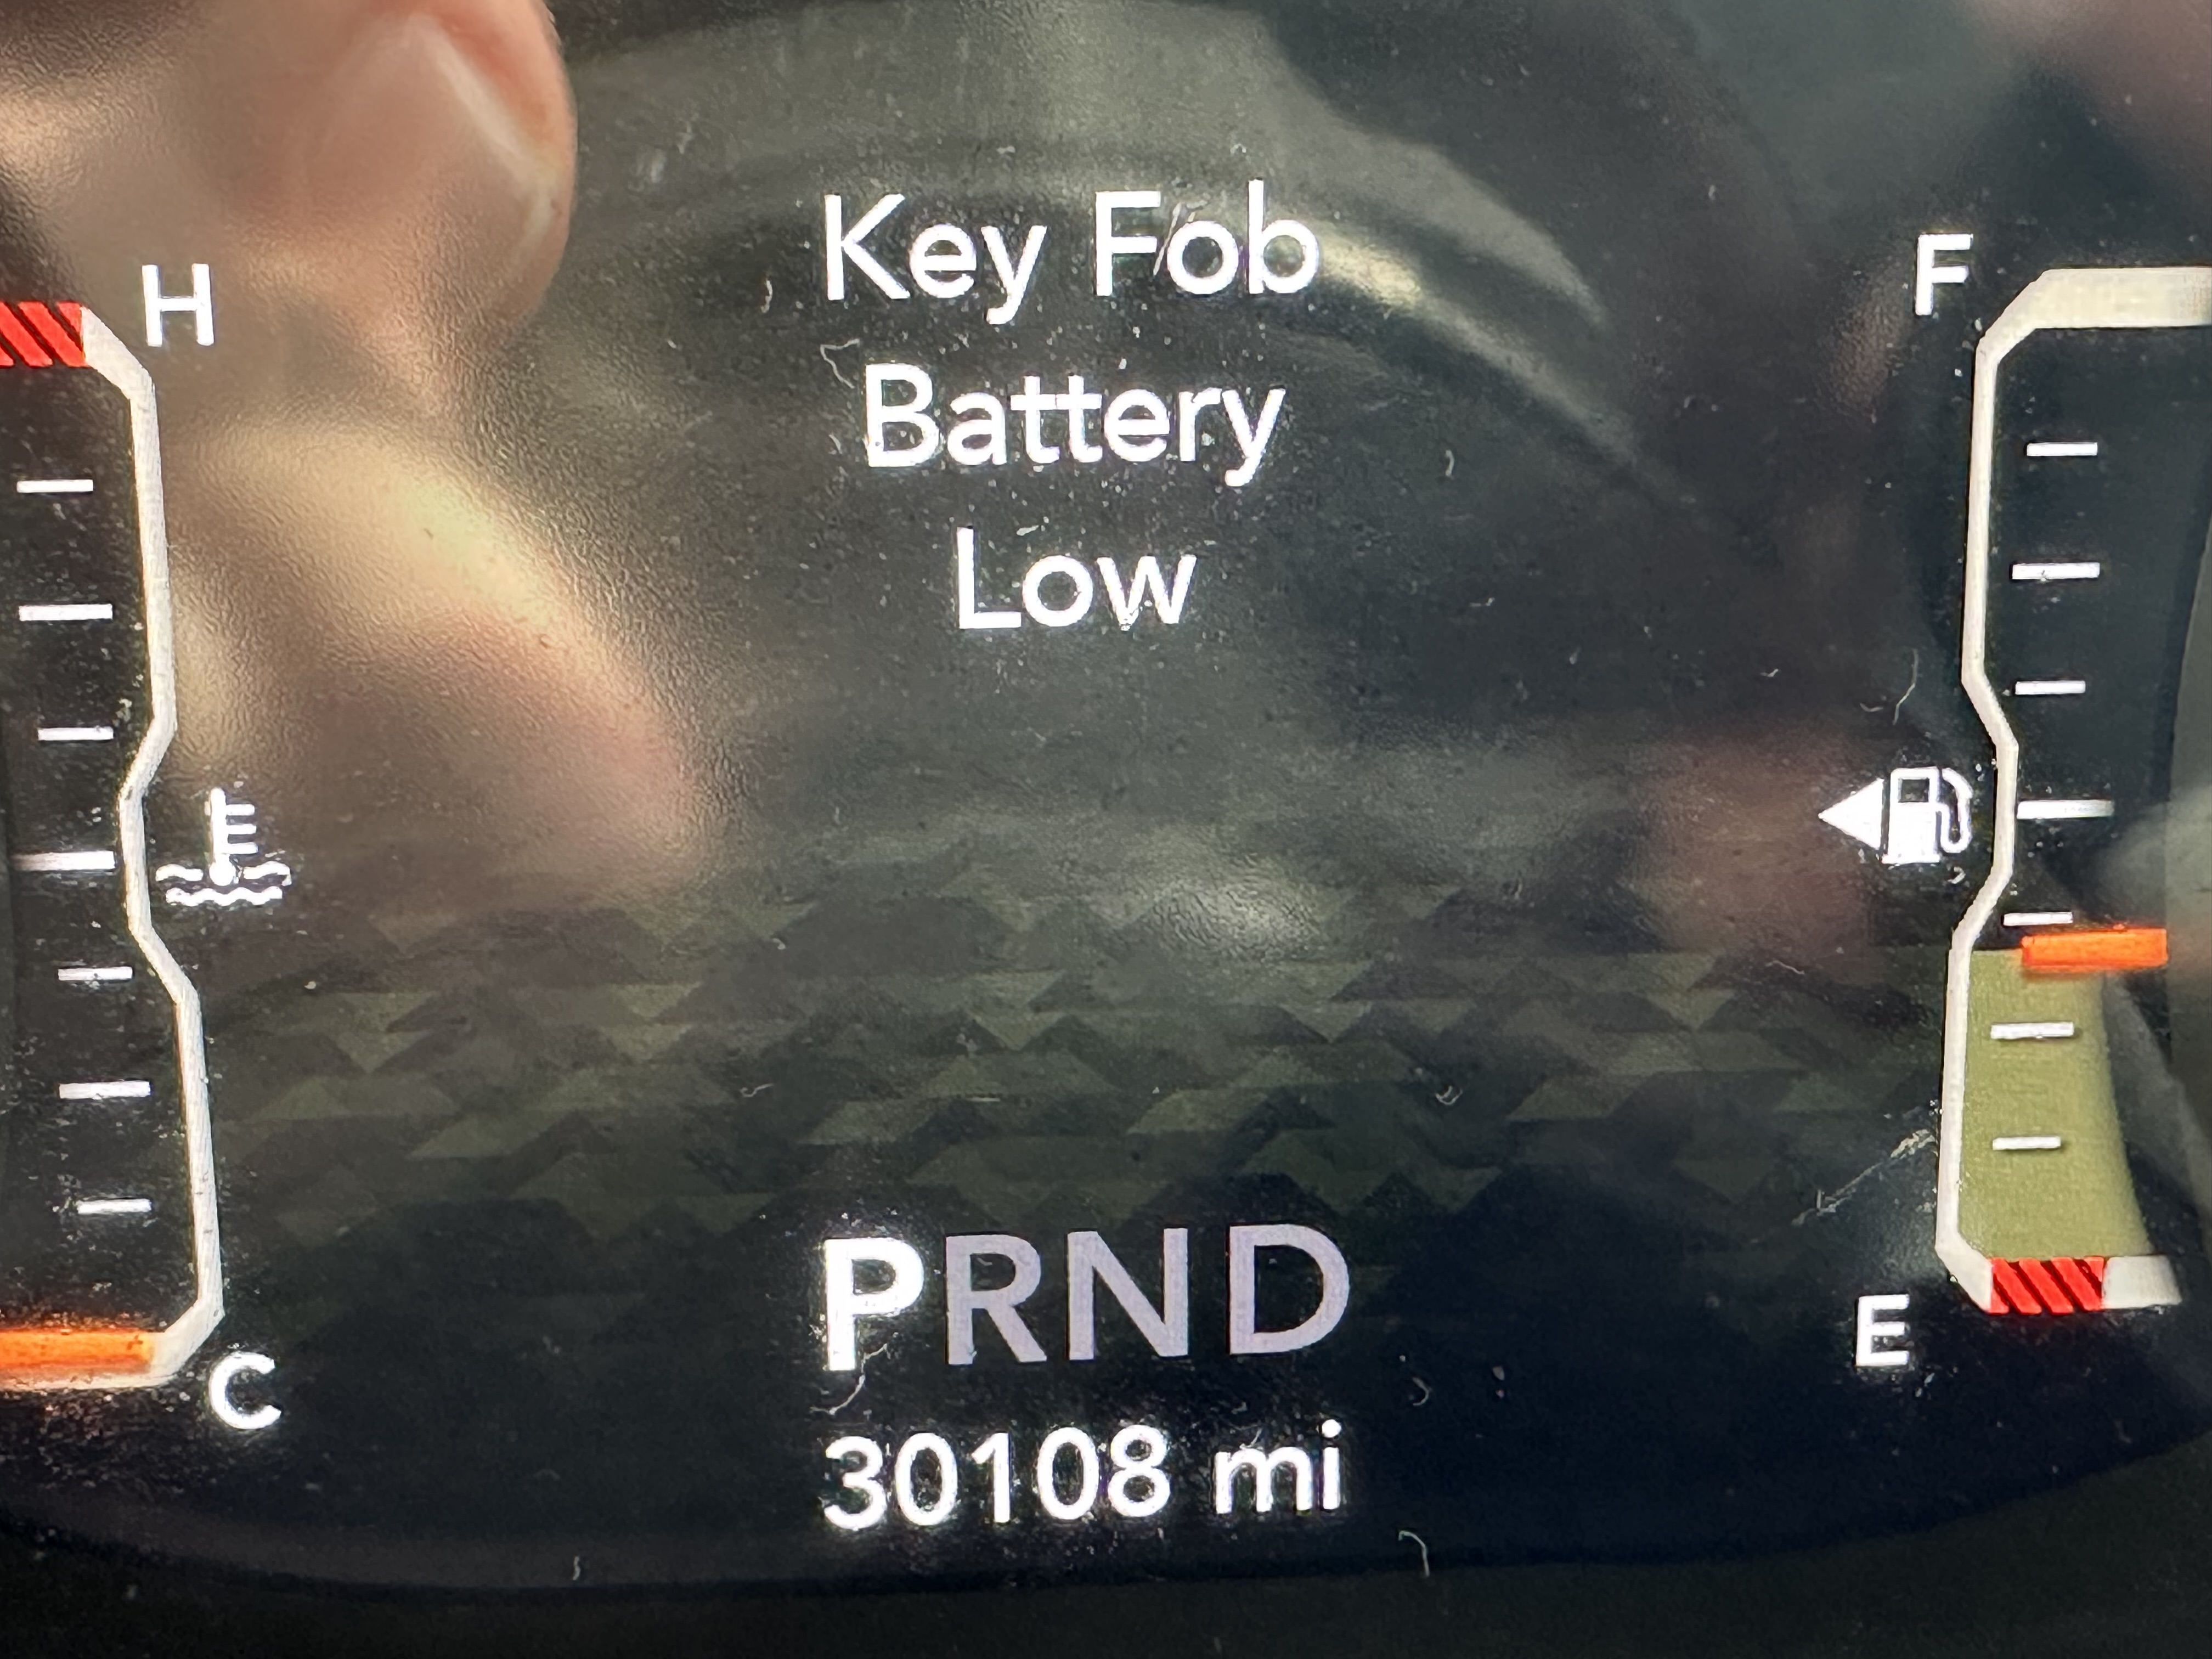 Key Fob
Battery
Low
H
F
E
C
PRND
30108 mi